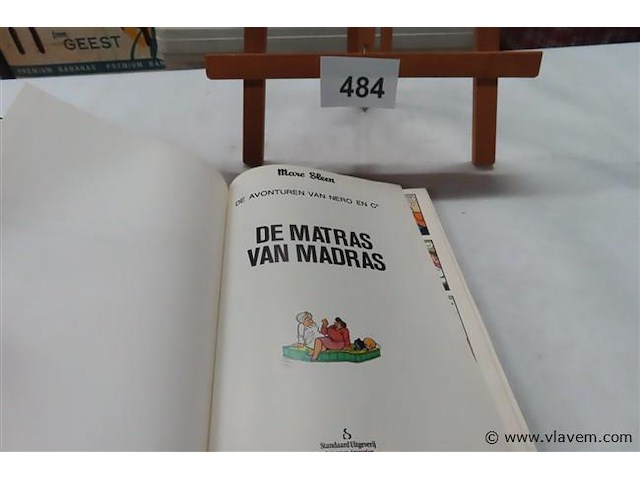 GEEST
PREMIUM BANANAS PREMIUM BA
484
Marc Sleen
DE AVONTUREN VAN NERO EN Cº
DE MATRAS
VAN MADRAS
Standaard Uitgeverij
© www.vlavem.com